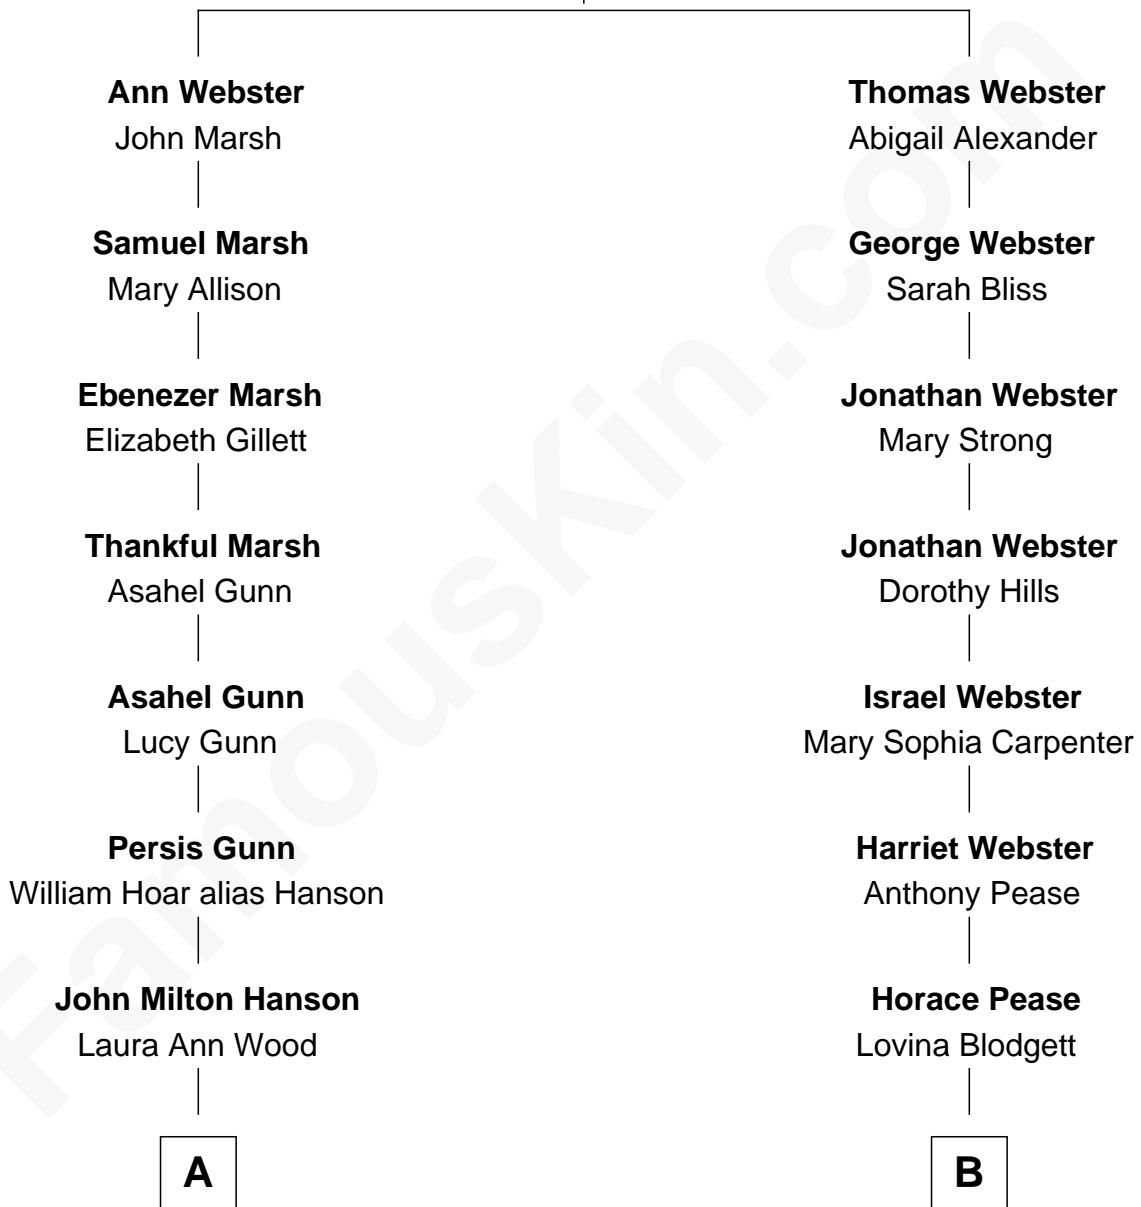 Ann Webster
John Marsh
Samuel Marsh
Mary Allison
Ebenezer Marsh
Elizabeth Gillett
Thankful Marsh
Asahel Gunn
Asahel Gunn
Lucy Gunn
Persis Gunn
William Hoar alias Hanson
John Milton Hanson
Laura Ann Wood
A
Thomas Webster
Abigail Alexander
George Webster
Sarah Bliss
Jonathan Webster
Mary Strong
Jonathan Webster
Dorothy Hills
Israel Webster
Mary Sophia Carpenter
Harriet Webster
Anthony Pease
Horace Pease
Lovina Blodgett
B
FamousKin.com